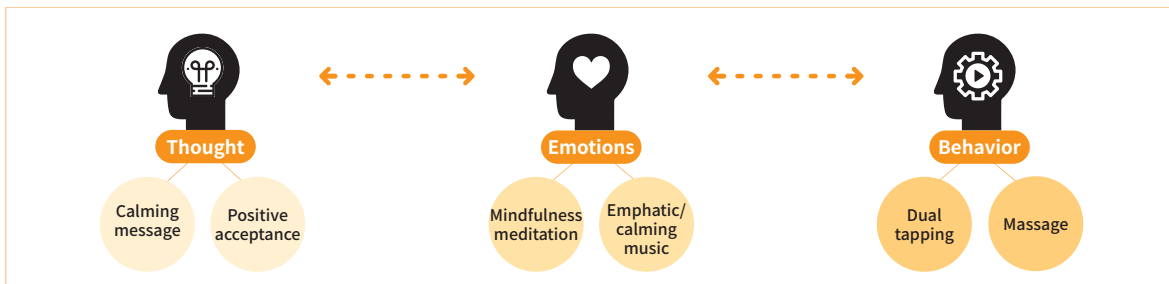 Thought
Emotions
Behavior
Calming
message
Positive
acceptance
Mindfulness
meditation
Emphatic/
calming
music
Dual
tapping
Massage